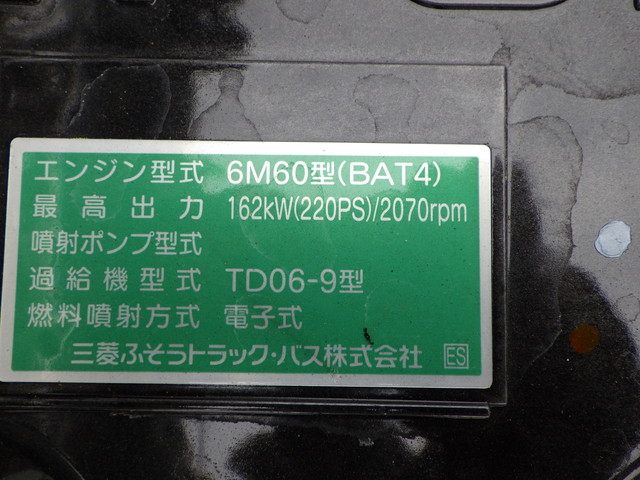 エンジン型式 6M60型(BAT4)
最高出力 162kW(220PS)/2070rpm
噴射ポンプ型式
過給機型式 TD06-9型
燃料噴射方式 電子式
三菱ふそうトラック・バス株式会社 ES